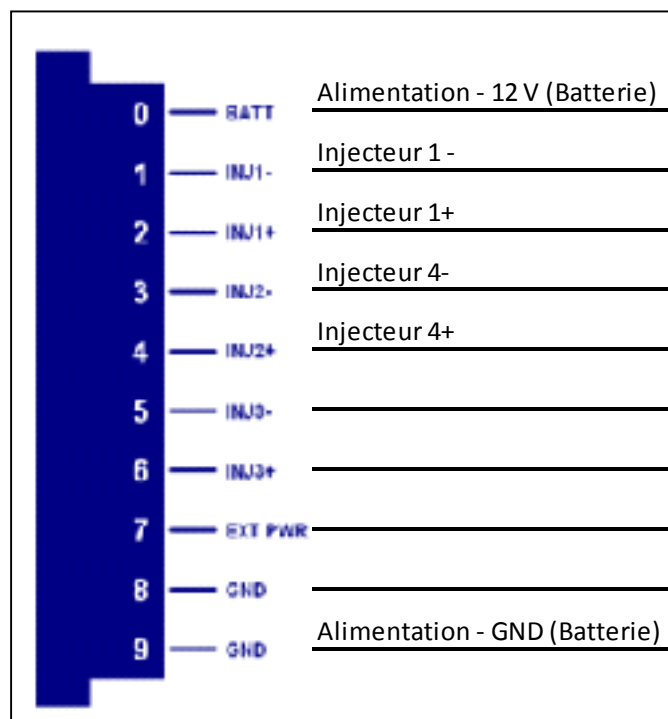 0 BATT Alimentation - 12 V (Batterie)
1 INJ1- Injecteur 1 -
2 INJ1+ Injecteur 1+
3 INJ2- Injecteur 4-
4 INJ2+ Injecteur 4+
5 INJ3-
6 INJ3+
7 EXT PWR
8 GND
9 GND Alimentation - GND (Batterie)